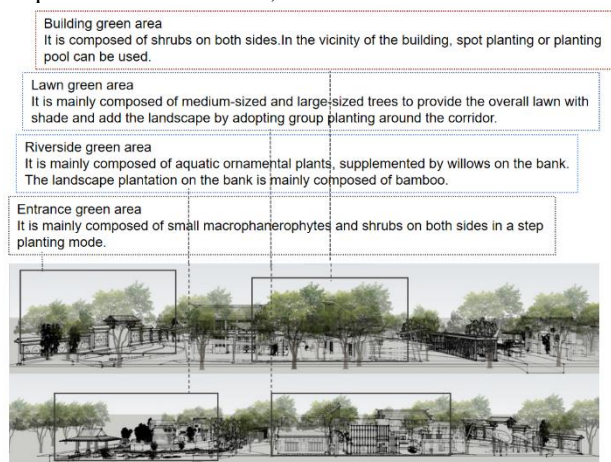 Building green area
It is composed of shrubs on both sides.In the vicinity of the building, spot planting or planting
pool can be used.
Lawn green area
It is mainly composed of medium-sized and large-sized trees to provide the overall lawn with
shade and add the landscape by adopting group planting around the corridor.
Riverside green area
It is mainly composed of aquatic ornamental plants, supplemented by willows on the bank.
The landscape plantation on the bank is mainly composed of bamboo.
Entrance green area
It is mainly composed of small macrophanerophytes and shrubs on both sides in a step
planting mode.